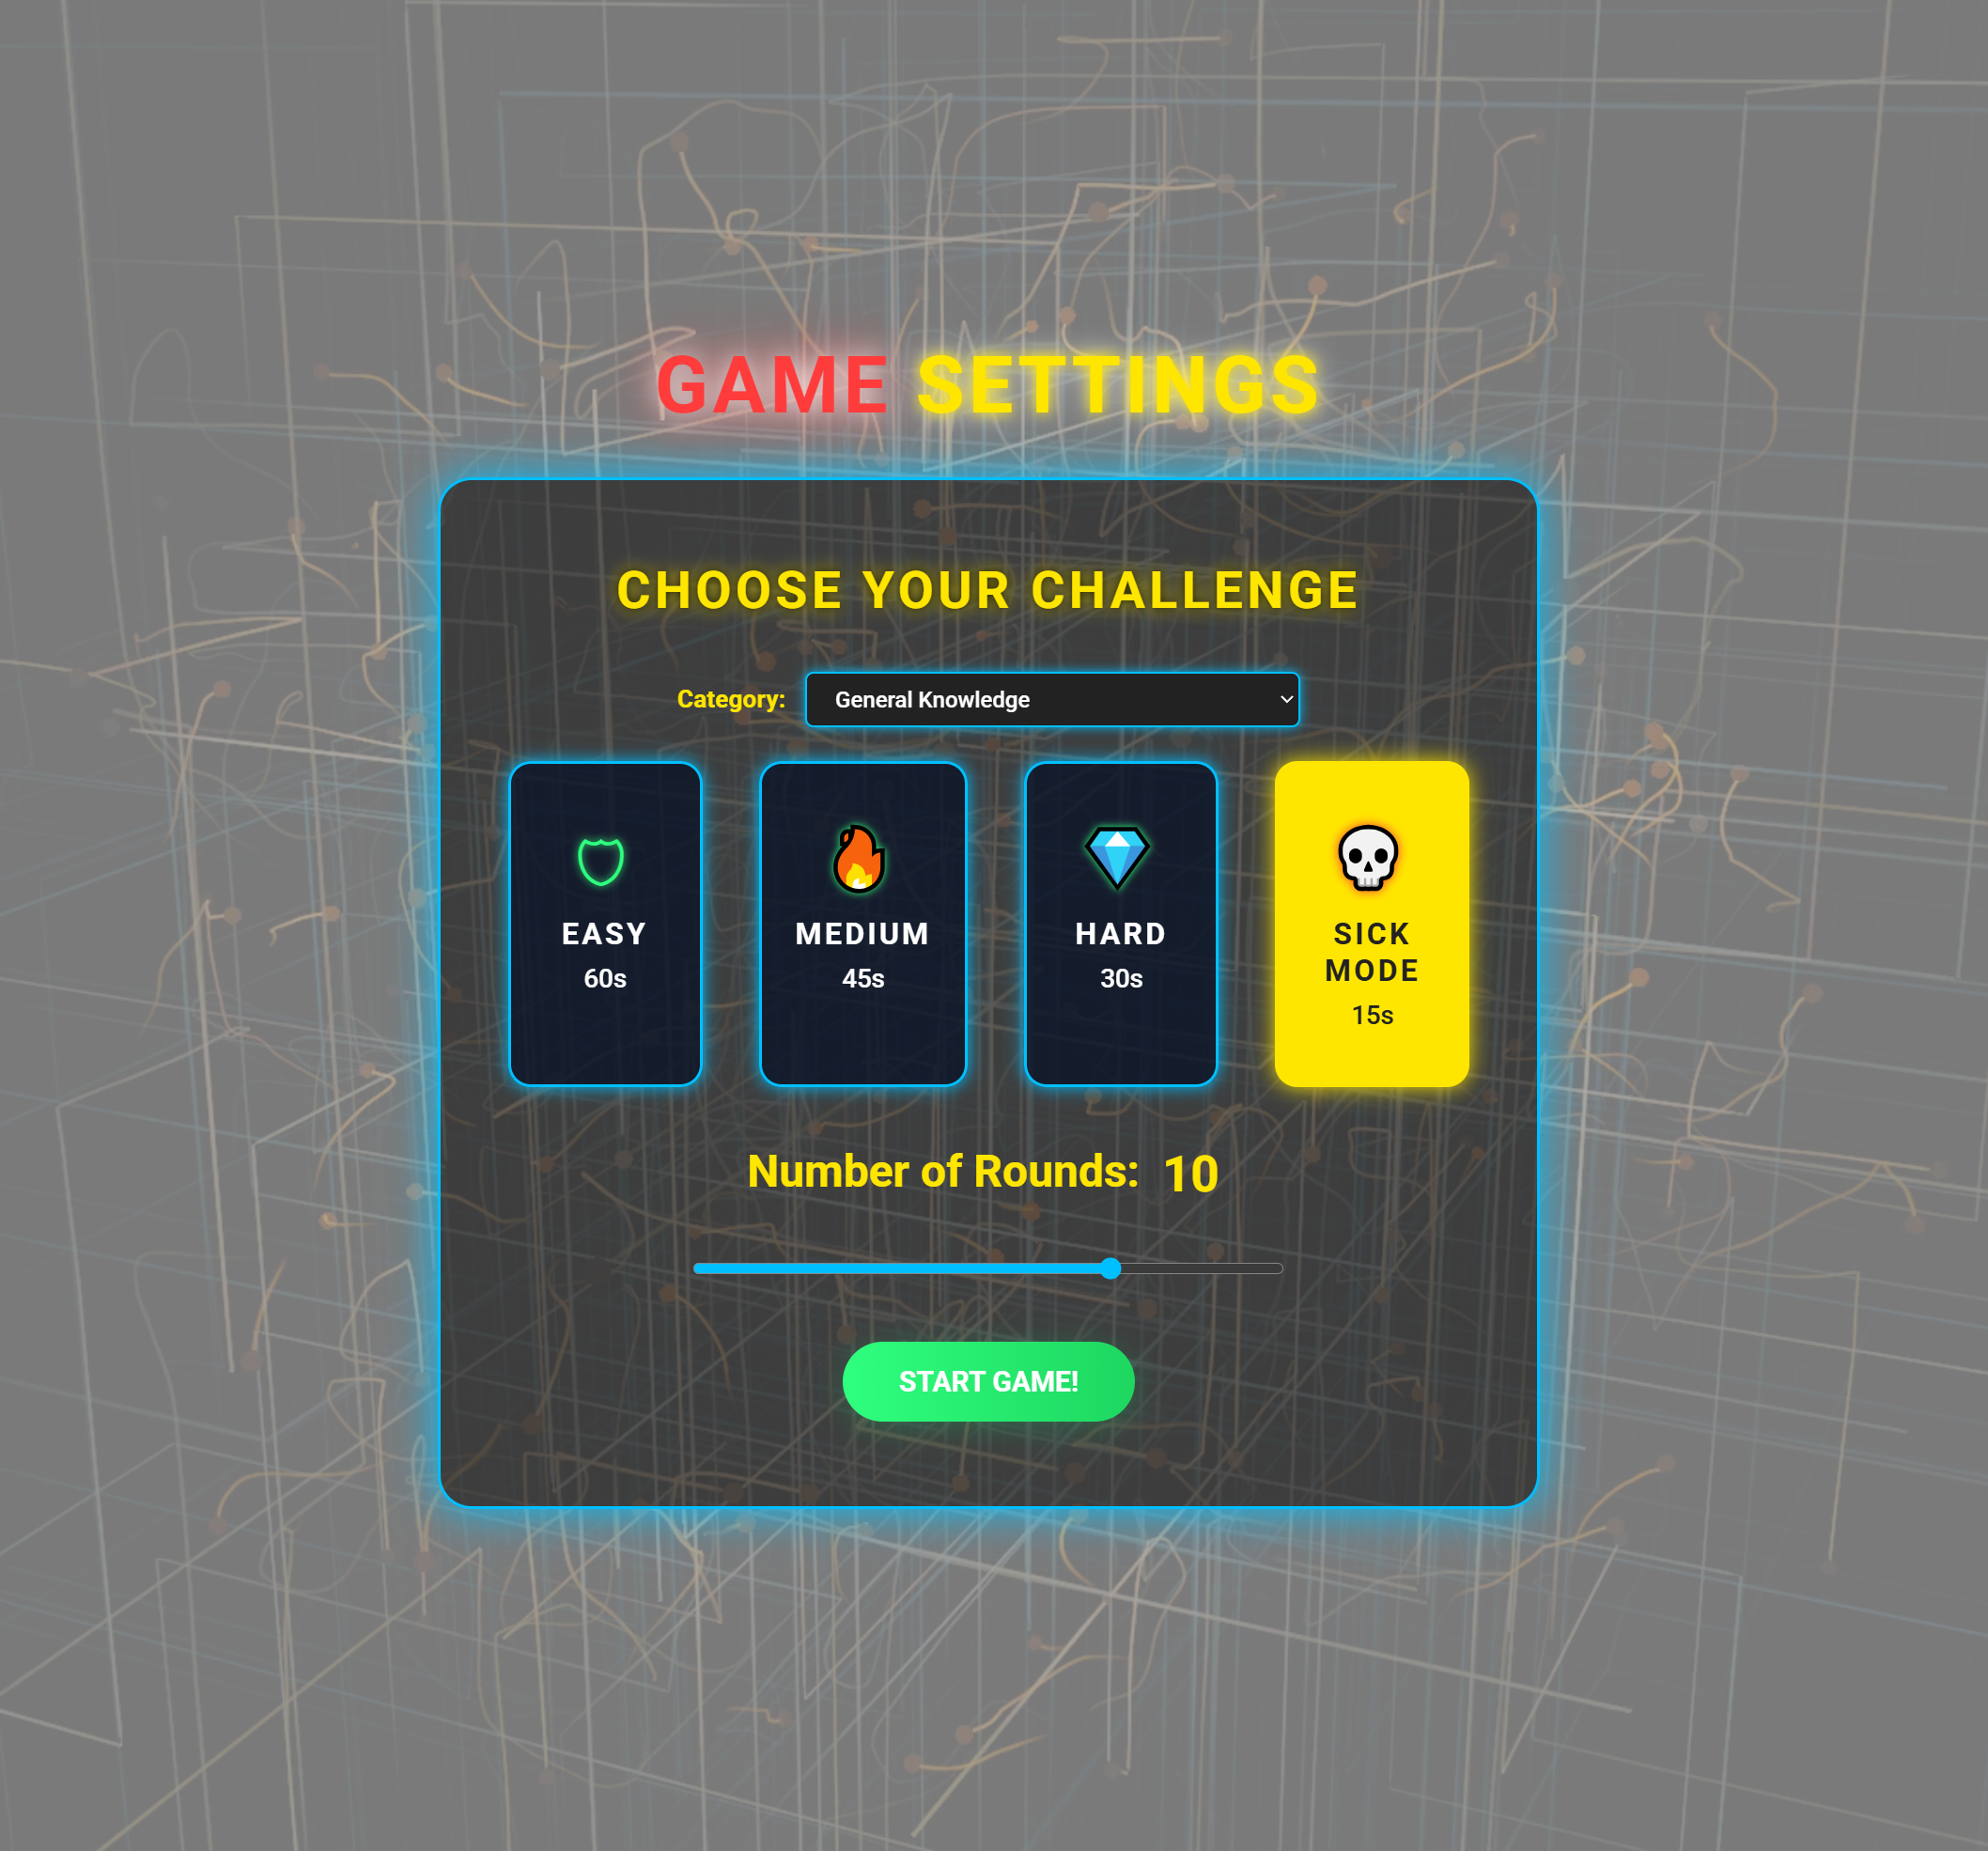 GAME SETTINGS
CHOOSE YOUR CHALLENGE
Category: General Knowledge
EASY
60s
MEDIUM
45s
HARD
30s
SICK
MODE
15s
Number of Rounds: 10
START GAME!